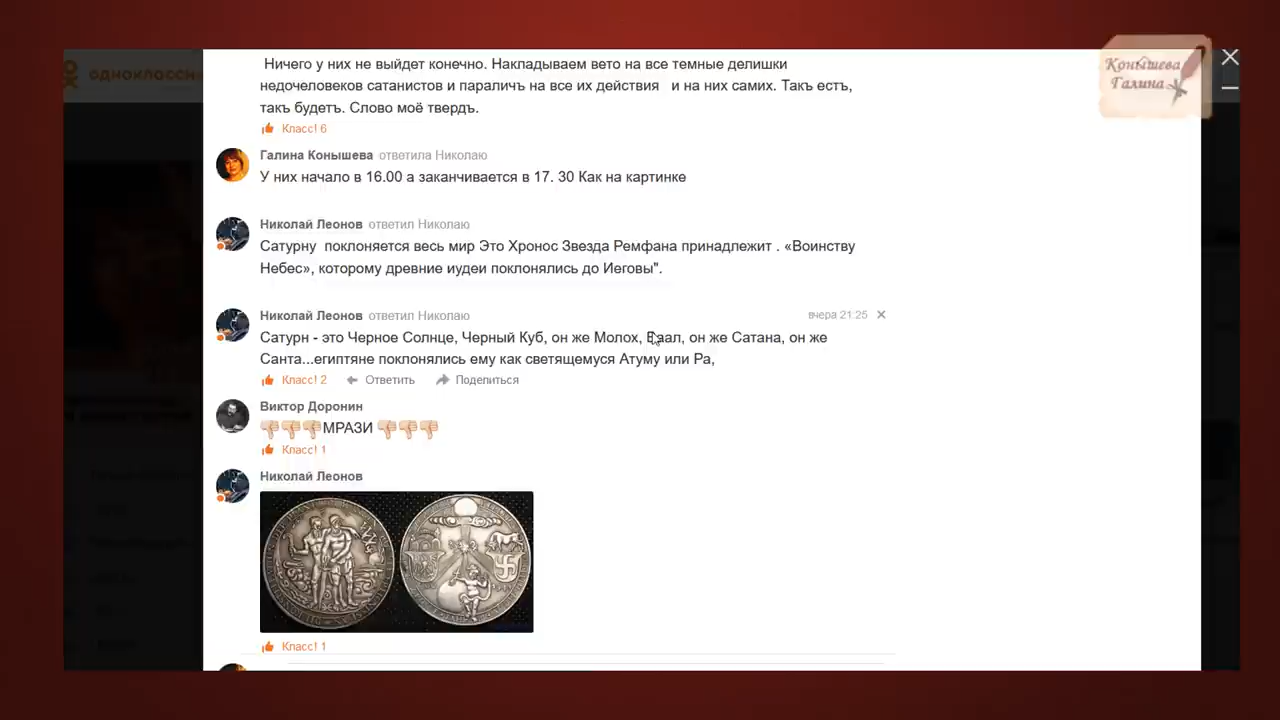 одноклассн
Конышева
Галина
Ничего у них не выйдет конечно. Накладываем вето на все темные делишки
недочеловеков сатанистов и параличъ на все их действия и на них самих. Такъ естъ,
такъ будетъ. Слово моё твердъ.
Класс! 6
Галина Конышева ответила Николаю
У них начало в 16.00 а заканчивается в 17. 30 Как на картинке
Николай Леонов ответил Николаю
Сатурну поклоняется весь мир Это Хронос Звезда Ремфана принадлежит . «Воинству
Небес», которому древние иудеи поклонялись до Иеговы".
Николай Леонов ответил Николаю вчера 21:25
Сатурн - это Черное Солнце, Черный Куб, он же Молох, Ваал, он же Сатана, он же
Санта...египтяне поклонялись ему как светящемуся Атуму или Ра,
Класс! 2 Ответить Поделиться
Виктор Доронин
МРАЗИ
Класс! 1
Николай Леонов
Класс! 1